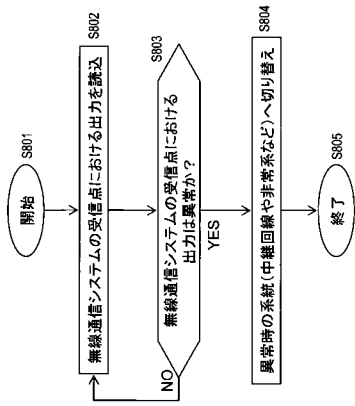 S801
開始
S802
無線通信システムの受信点における出力を読込
S803
無線通信システムの受信点における
出力は異常か?
NO
YES
S804
異常時の系統(中継回線や非常系など)へ切り替え
S805
終了